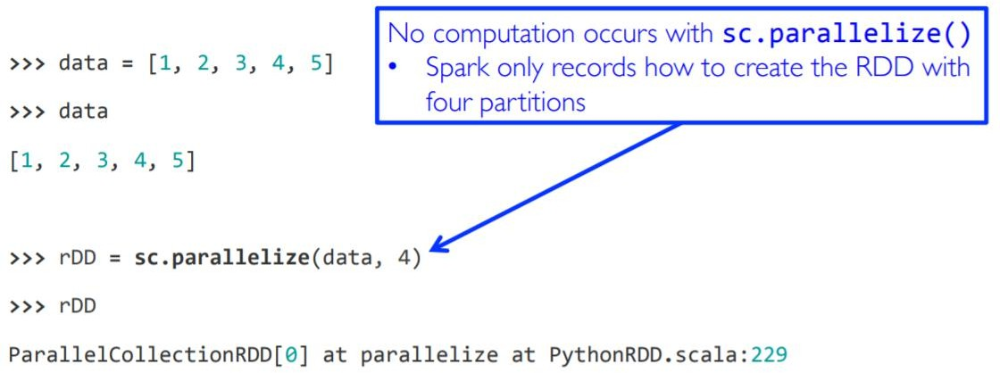 No computation occurs with sc.parallelize()
• Spark only records how to create the RDD with
four partitions
>>> data = [1, 2, 3, 4, 5]
>>> data
[1, 2, 3, 4, 5]
>>> rDD = sc.parallelize(data, 4)
>>> rDD
ParallelCollectionRDD[0] at parallelize at PythonRDD.scala:229